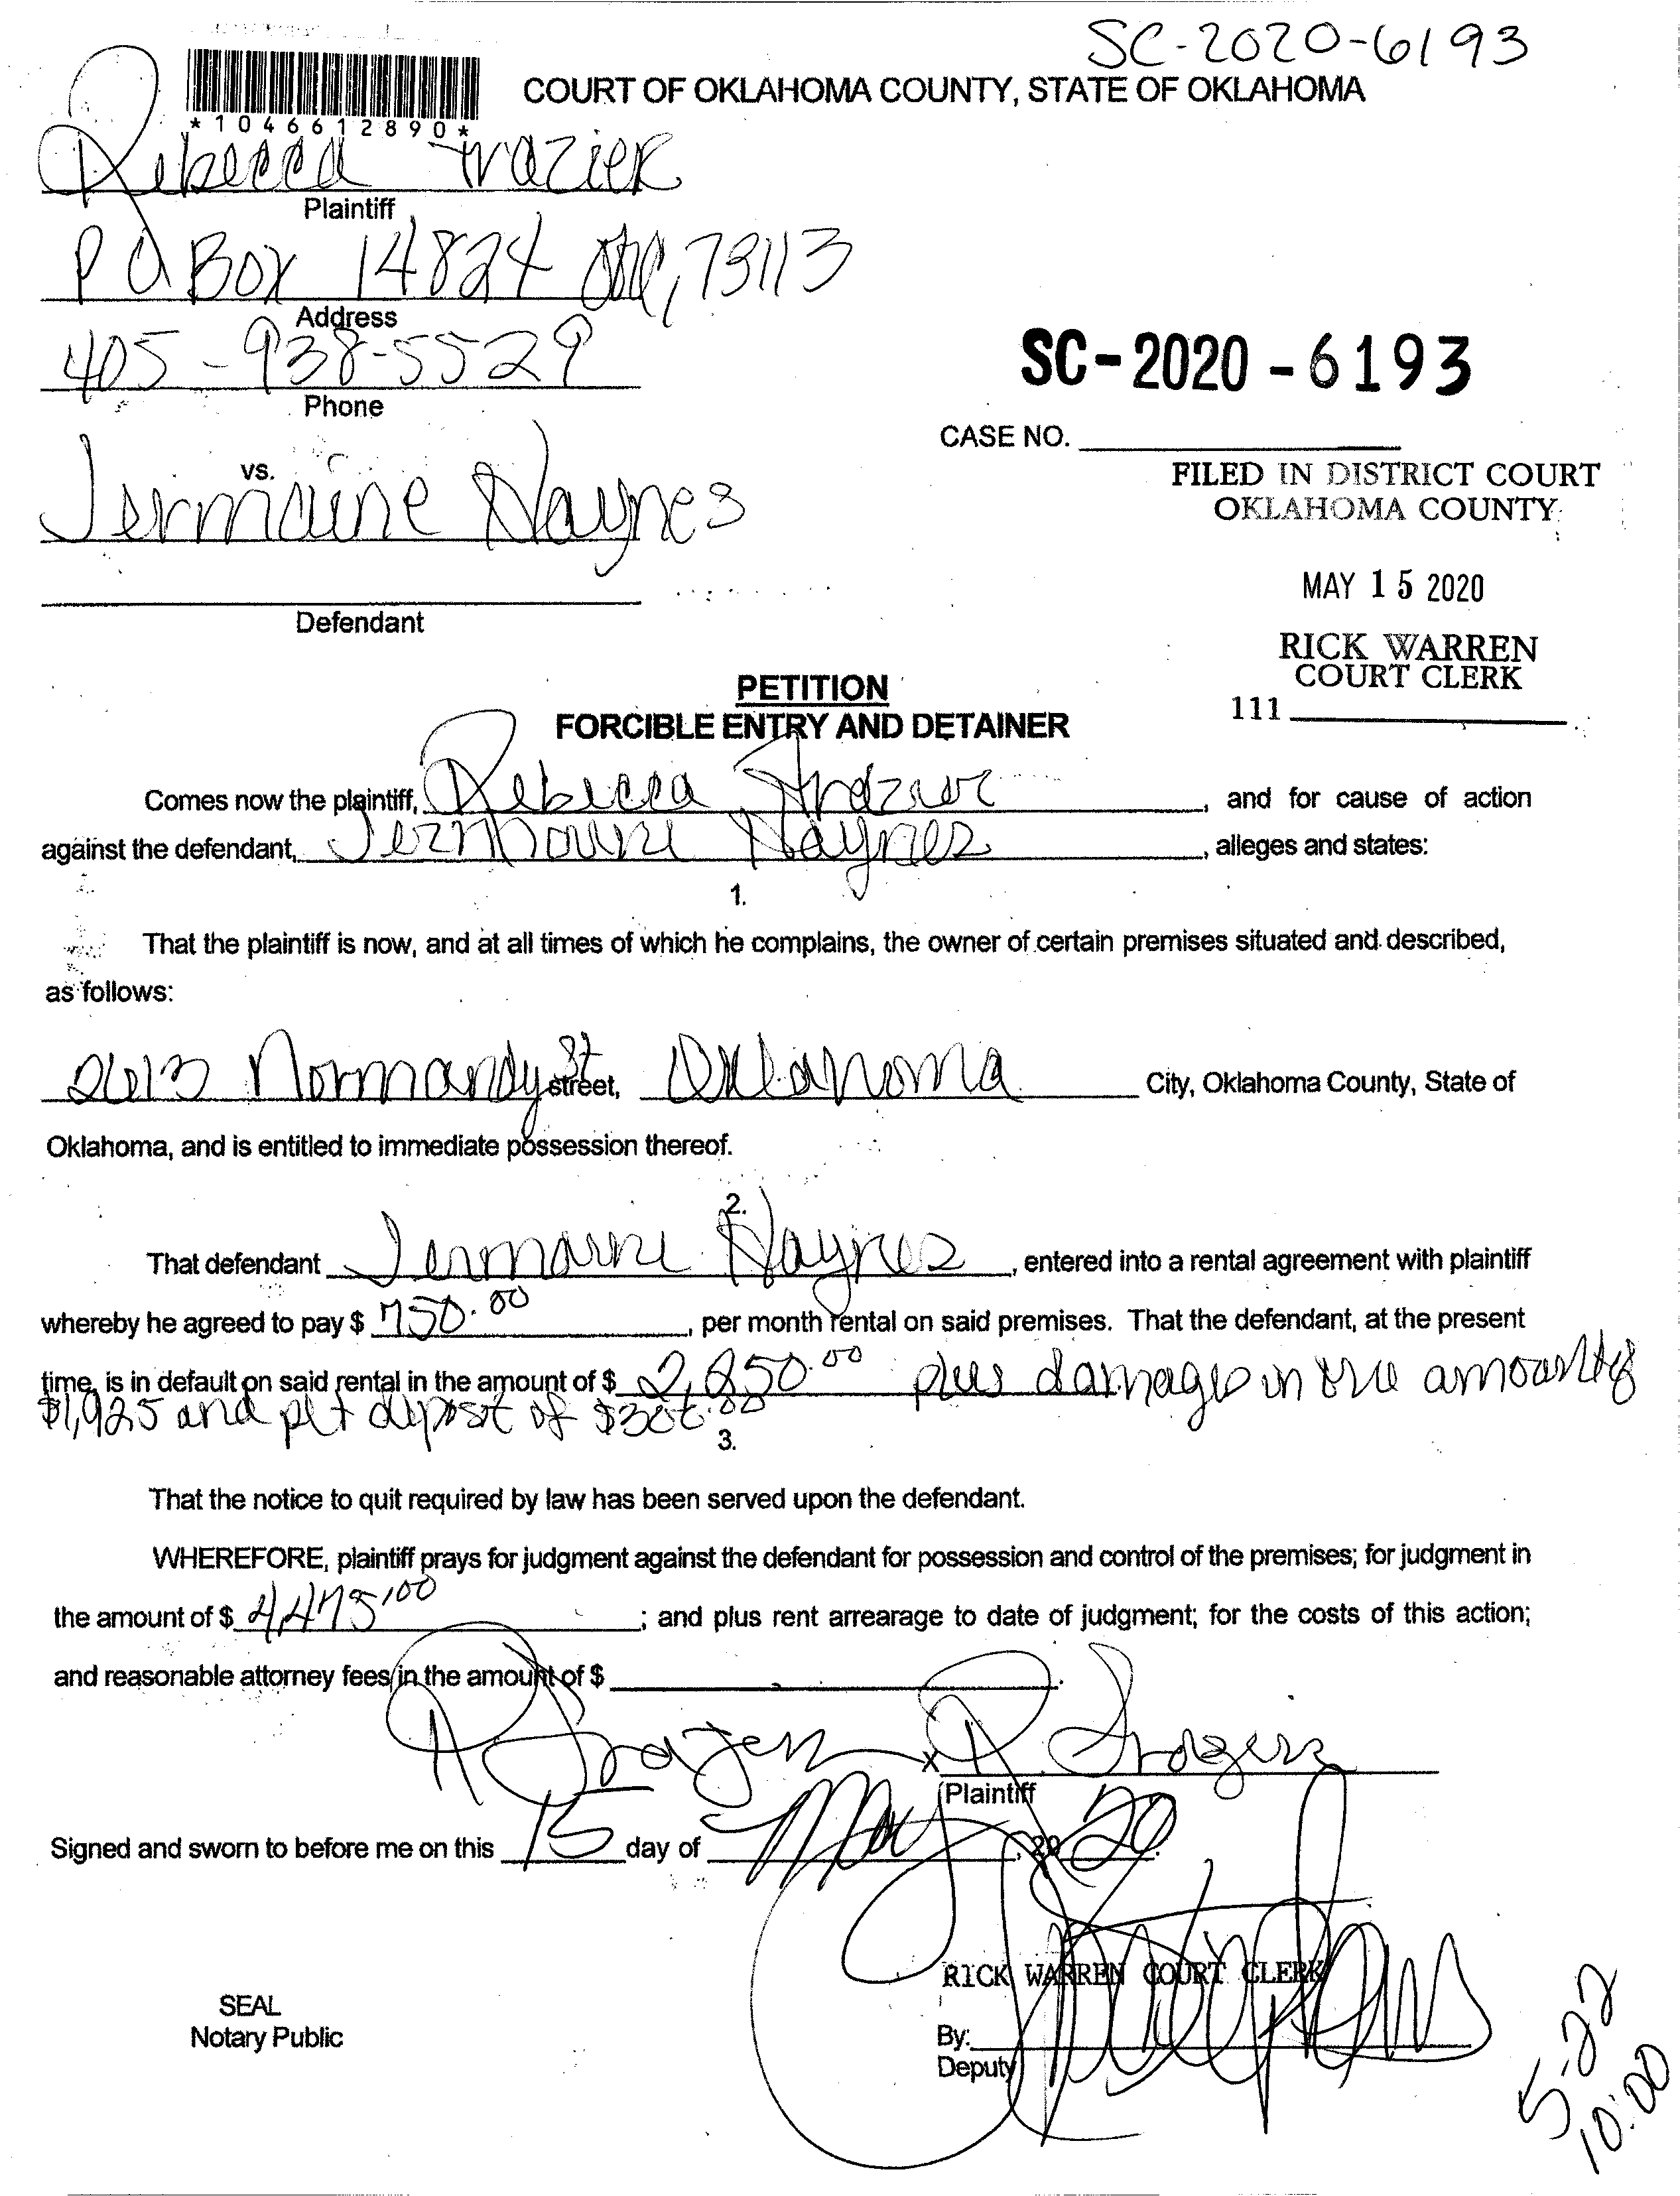 SC-2020-6193
*1046612890*
COURT OF OKLAHOMA COUNTY, STATE OF OKLAHOMA
Rebecca Frazier
Plaintiff
P O Box 14824 OKC, 73113
Address
405-938-5529
Phone
SC-2020-6193
CASE NO.
vs.
Jermaine Haynes
FILED IN DISTRICT COURT
OKLAHOMA COUNTY
MAY 15 2020
Defendant
RICK WARREN
COURT CLERK
111
PETITION
FORCIBLE ENTRY AND DETAINER
Comes now the plaintiff, Rebecca Frazier, and for cause of action
against the defendant, Jermaine Haynes, alleges and states:
1.
That the plaintiff is now, and at all times of which he complains, the owner of certain premises situated and described,
as follows:
2613 Normandy St street, Oklahoma City, Oklahoma County, State of
Oklahoma, and is entitled to immediate possession thereof.
2.
That defendant Jermaine Haynes, entered into a rental agreement with plaintiff
whereby he agreed to pay $ 750.00, per month rental on said premises. That the defendant, at the present
time, is in default on said rental in the amount of $ 2,250.00 plus damages in the amount of
$1,925 and pet deposit of $300.00
3.
That the notice to quit required by law has been served upon the defendant.
WHEREFORE, plaintiff prays for judgment against the defendant for possession and control of the premises; for judgment in
the amount of $ 4,475.00; and plus rent arrearage to date of judgment; for the costs of this action;
and reasonable attorney fees in the amount of $
R Frazier x R Frazier
Plaintiff
Signed and sworn to before me on this 15 day of May, 20 20.
RICK WARREN COURT CLERK
SEAL
Notary Public
By:
Deputy
5-22
10:00